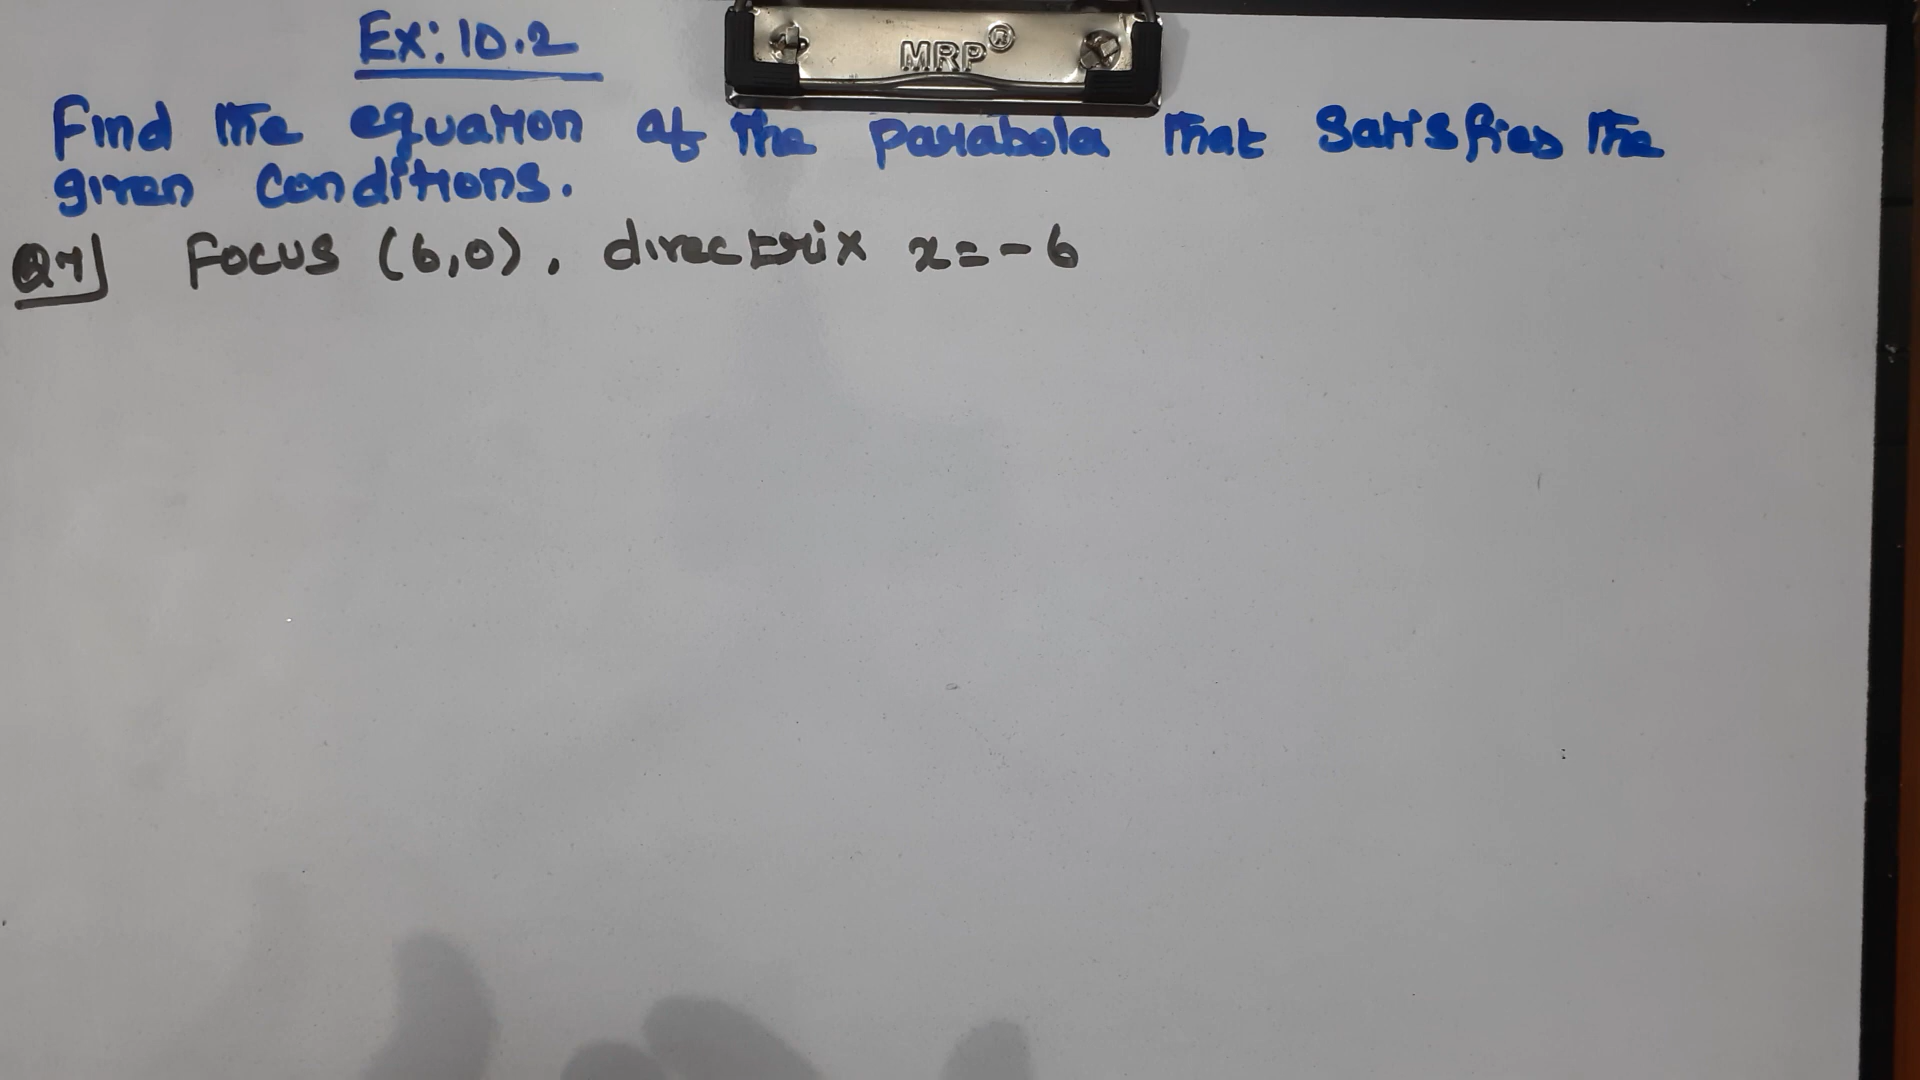 Ex: 10.2
MRP®
Find the equation of the parabola that satisfies the
given conditions.
Q7] Focus (6,0), directrix x=-6